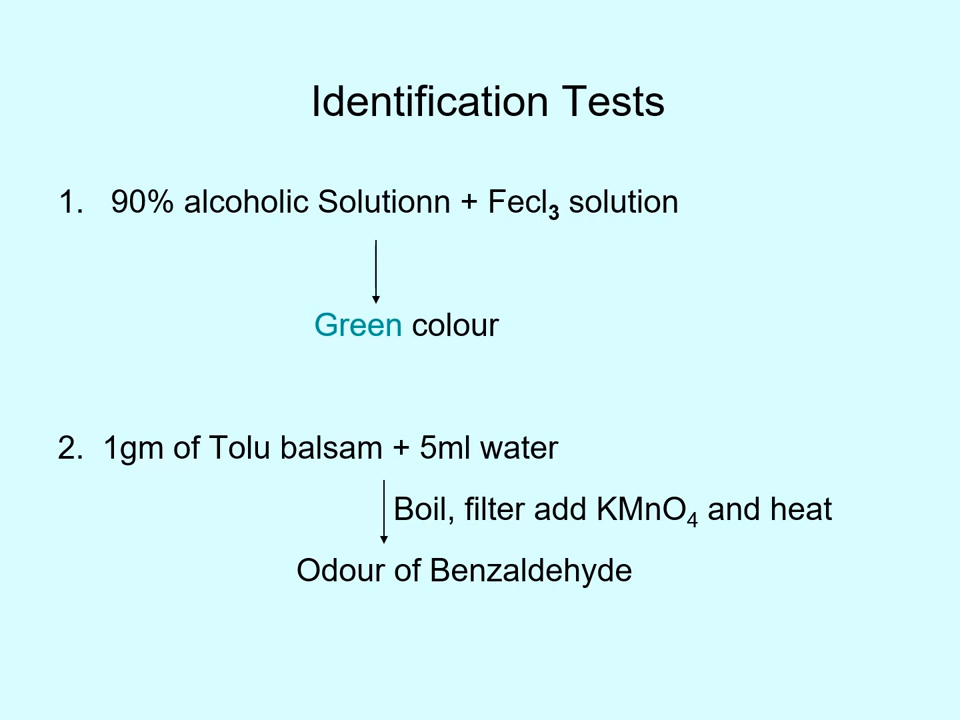 Identification Tests
1. 90% alcoholic Solutionn + Fecl₃ solution
Green colour
2. 1gm of Tolu balsam + 5ml water
Boil, filter add KMnO₄ and heat
Odour of Benzaldehyde